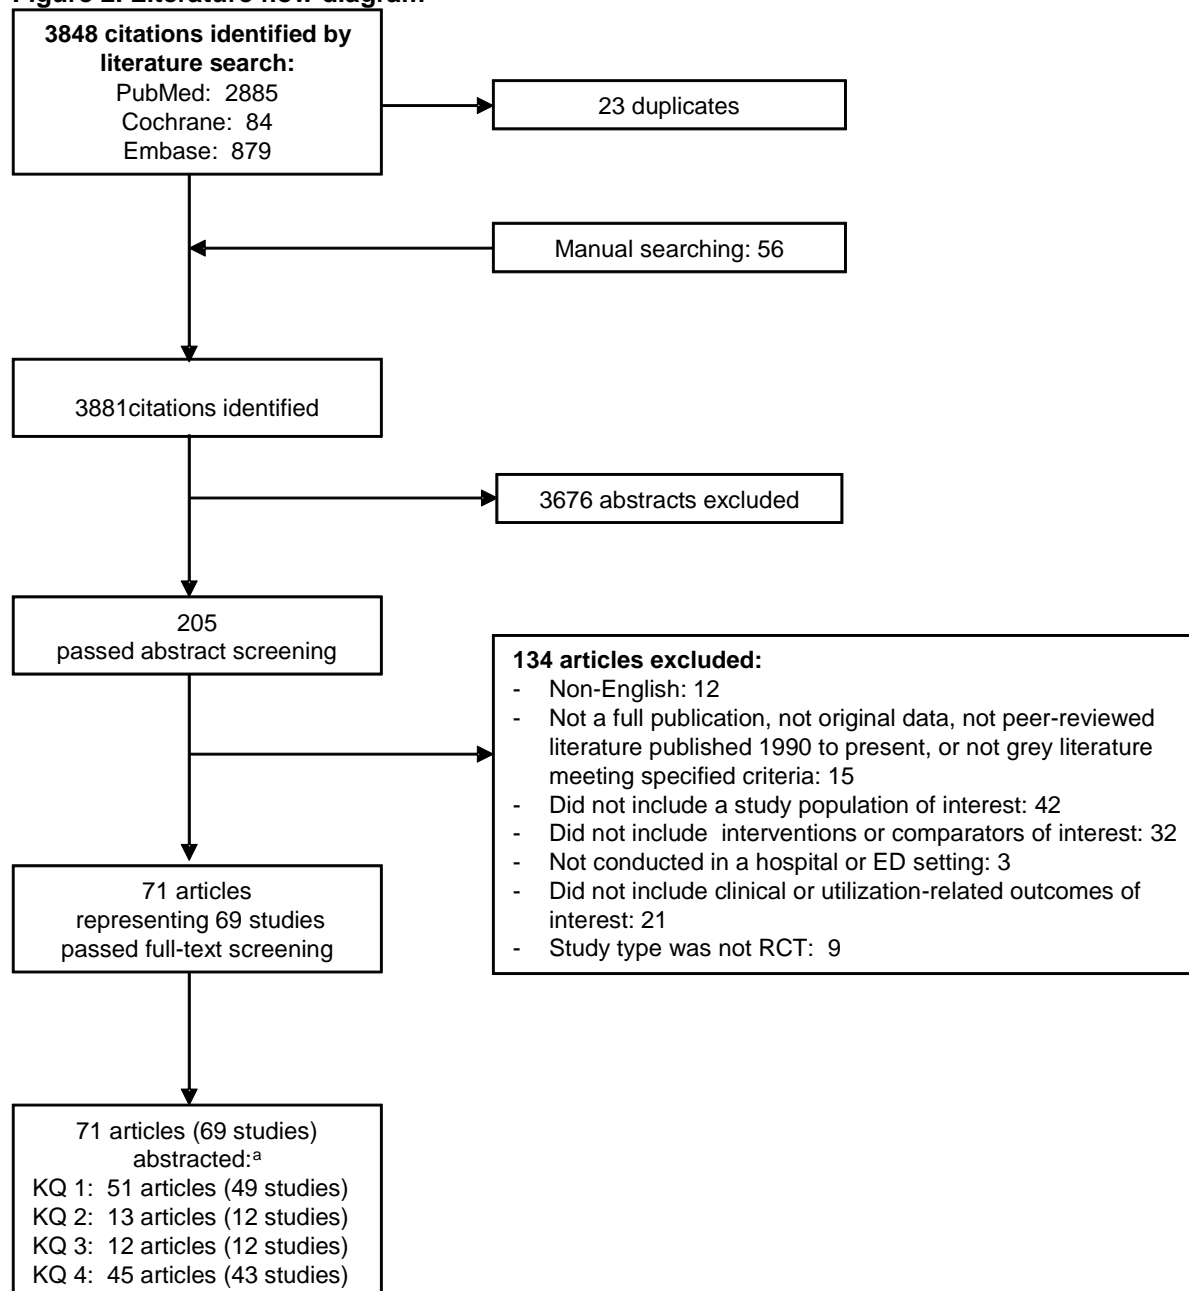 Figure 2. Literature flow diagram
3848 citations identified by
literature search:
PubMed: 2885
Cochrane: 84
Embase: 879
23 duplicates
Manual searching: 56
3881citations identified
3676 abstracts excluded
205
passed abstract screening
134 articles excluded:
- Non-English: 12
- Not a full publication, not original data, not peer-reviewed
literature published 1990 to present, or not grey literature
meeting specified criteria: 15
- Did not include a study population of interest: 42
- Did not include interventions or comparators of interest: 32
- Not conducted in a hospital or ED setting: 3
- Did not include clinical or utilization-related outcomes of
interest: 21
- Study type was not RCT: 9
71 articles
representing 69 studies
passed full-text screening
71 articles (69 studies)
abstracted:a
KQ 1: 51 articles (49 studies)
KQ 2: 13 articles (12 studies)
KQ 3: 12 articles (12 studies)
KQ 4: 45 articles (43 studies)